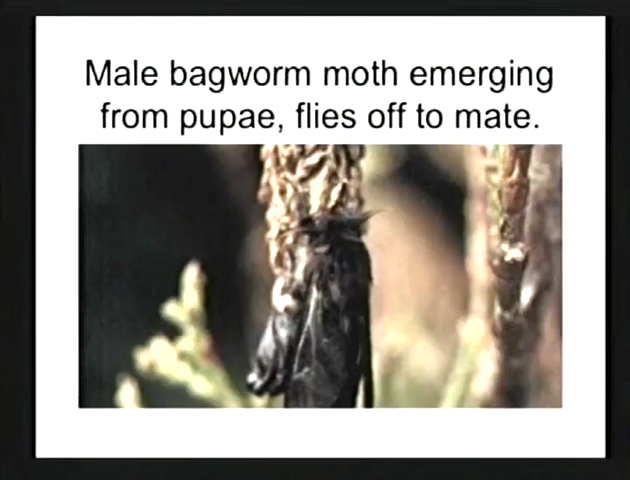 Male bagworm moth emerging
from pupae, flies off to mate.